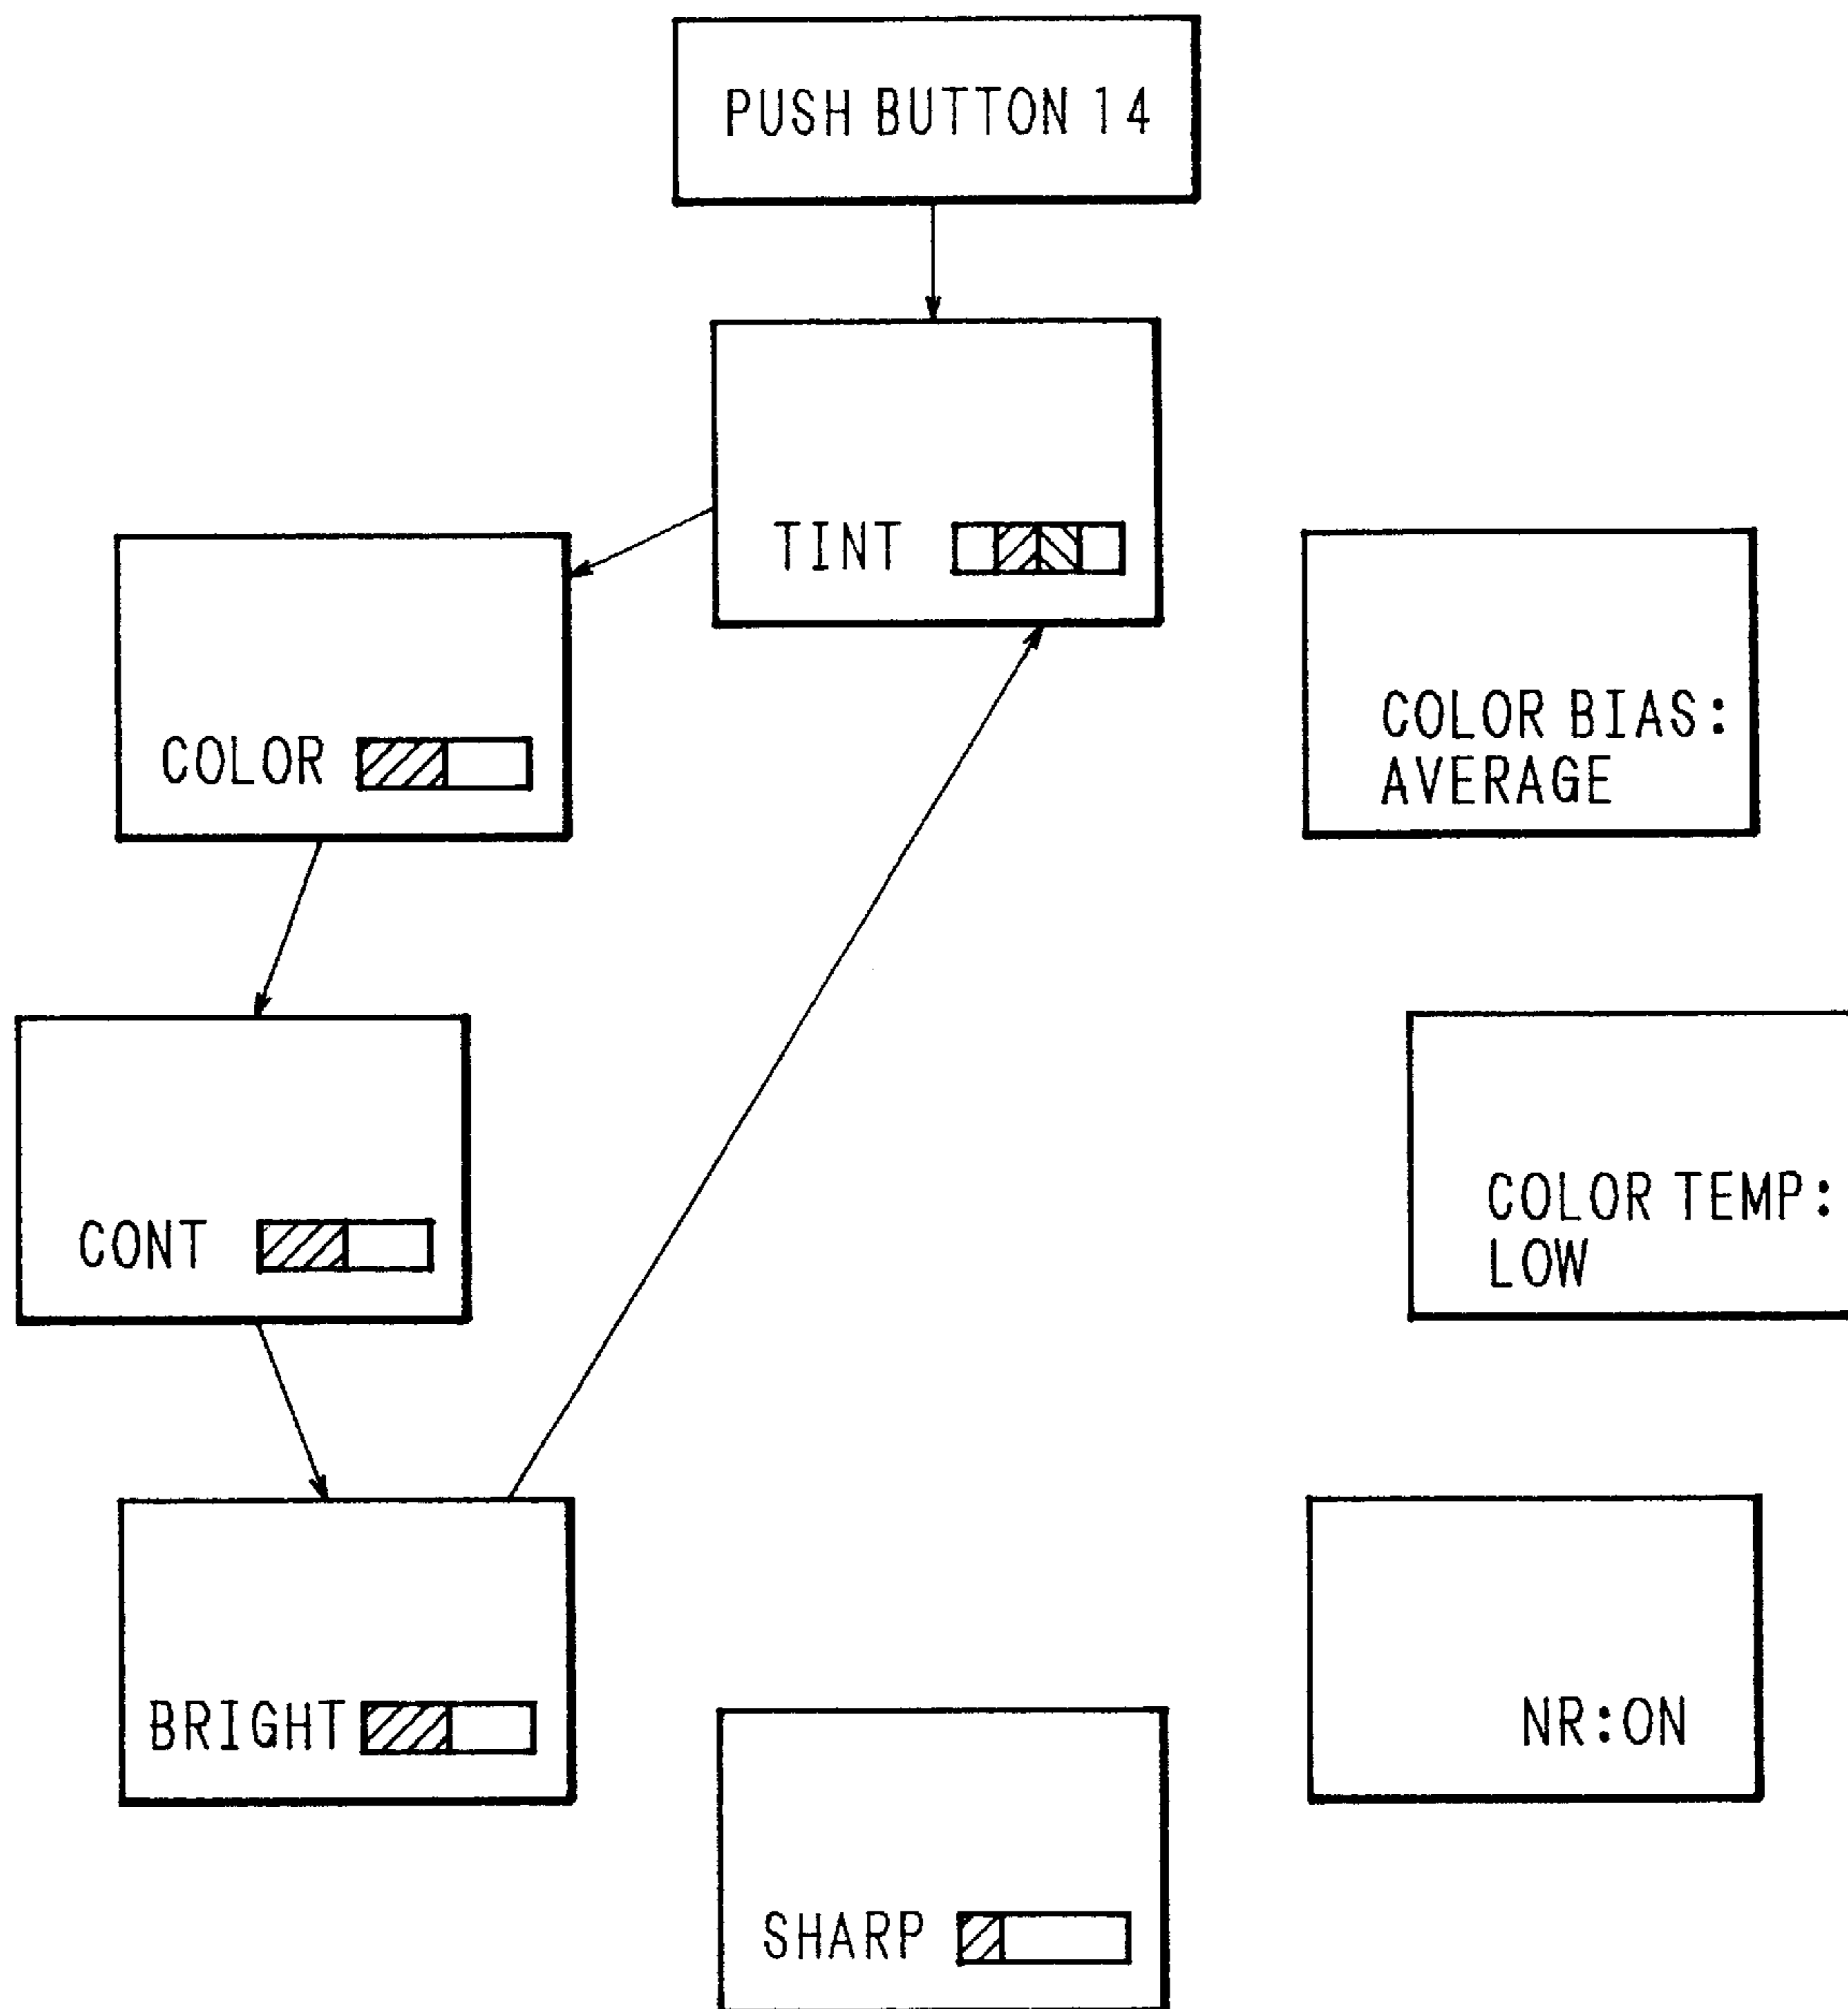 PUSH BUTTON 14
TINT
COLOR
COLOR BIAS:
AVERAGE
CONT
COLOR TEMP:
LOW
BRIGHT
NR:ON
SHARP